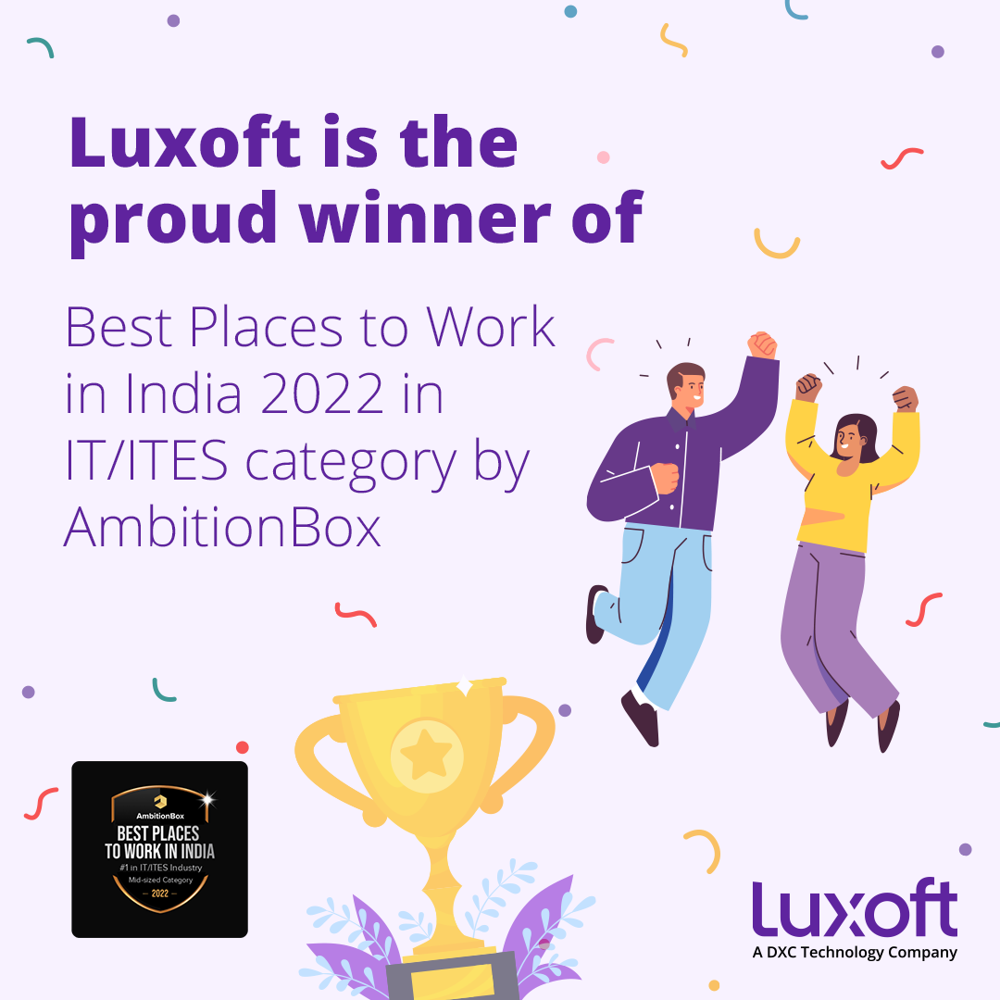 Luxoft is the
proud winner of
Best Places to Work
in India 2022 in
IT/ITES category by
AmbitionBox
AmbitionBox
BEST PLACES
TO WORK IN INDIA
#1 in IT/ITES Industry
Mid-sized Category
– 2022 –
Luxoft
A DXC Technology Company